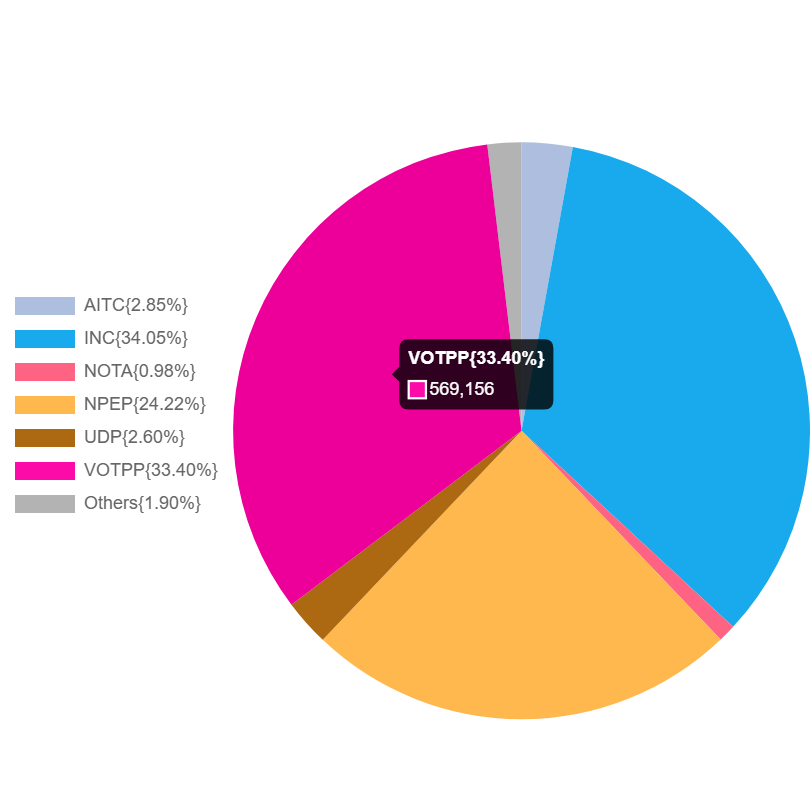 AITC{2.85%}
INC{34.05%}
NOTA{0.98%}
NPEP{24.22%}
UDP{2.60%}
VOTPP{33.40%}
Others{1.90%}
VOTPP{33.40%}
569,156